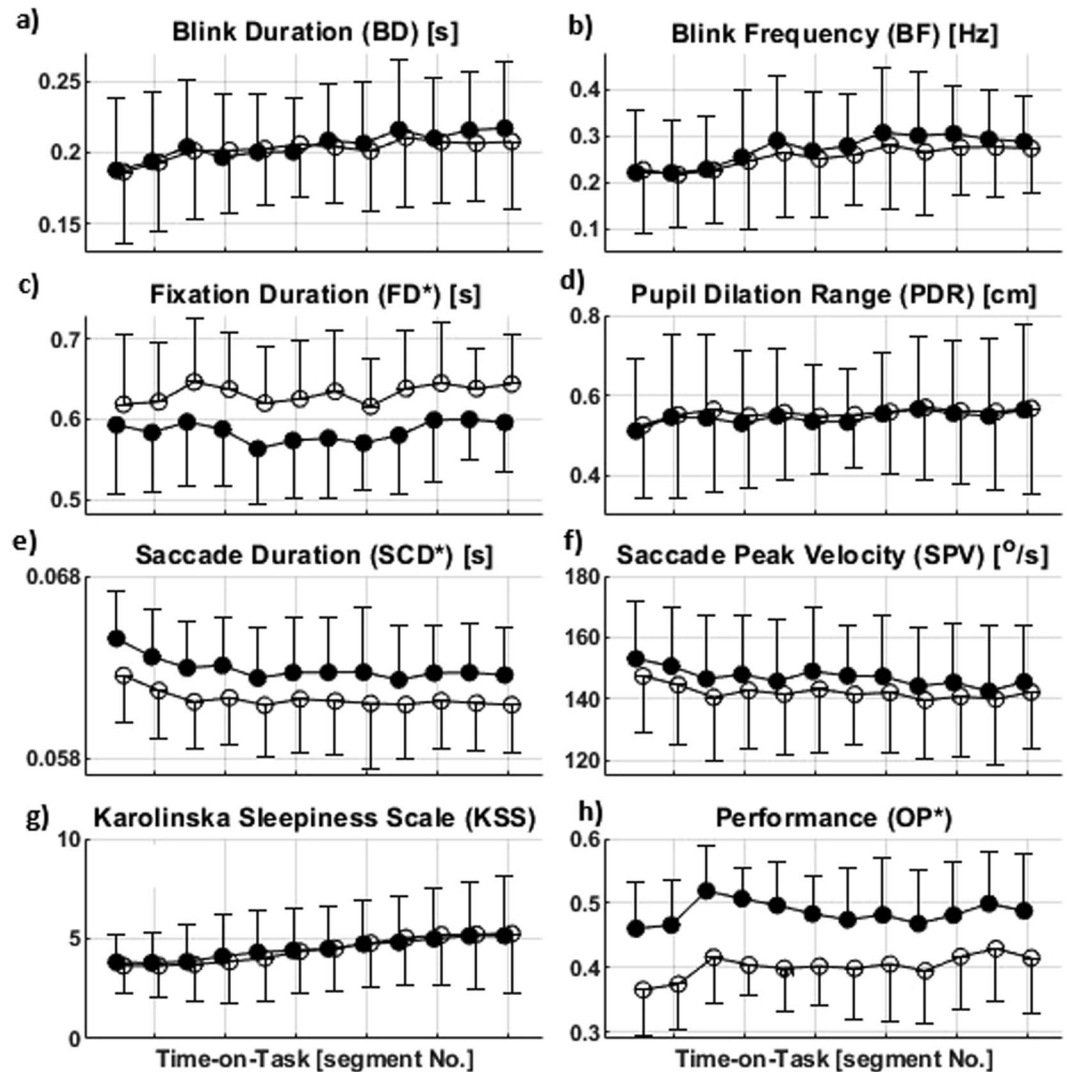 a) Blink Duration (BD) [s]
0.25
0.2
0.15
b) Blink Frequency (BF) [Hz]
0.4
0.3
0.2
0.1
c) Fixation Duration (FD*) [s]
0.7
0.6
0.5
d) Pupil Dilation Range (PDR) [cm]
0.8
0.6
0.4
e) Saccade Duration (SCD*) [s]
0.068
0.058
f) Saccade Peak Velocity (SPV) [°/s]
180
160
140
120
g) Karolinska Sleepiness Scale (KSS)
10
5
0
Time-on-Task [segment No.]
h) Performance (OP*)
0.6
0.5
0.4
0.3
Time-on-Task [segment No.]